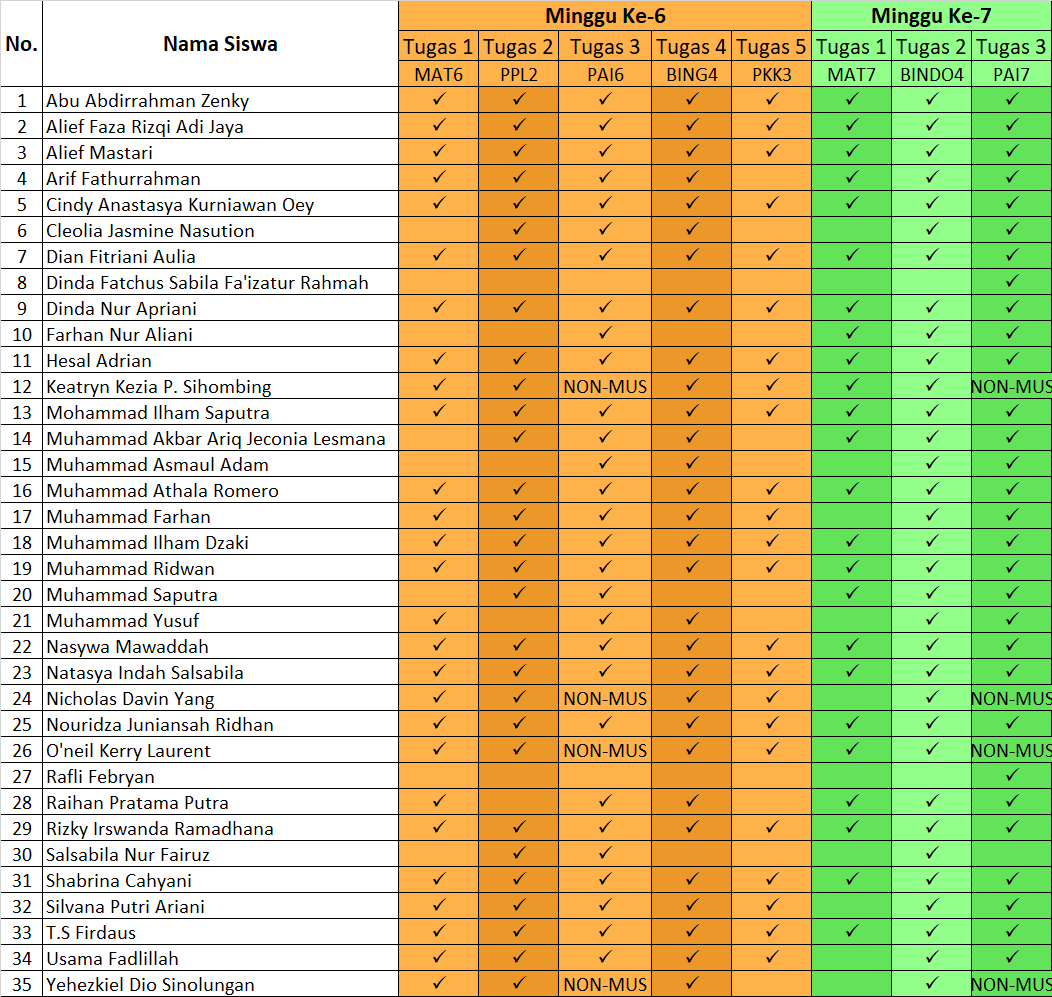 No. Nama Siswa Minggu Ke-6 Minggu Ke-7
Tugas 1 Tugas 2 Tugas 3 Tugas 4 Tugas 5 Tugas 1 Tugas 2 Tugas 3
MAT6 PPL2 PAI6 BING4 PKK3 MAT7 BINDO4 PAI7
1 Abu Abdirrahman Zenky ✓ ✓ ✓ ✓ ✓ ✓ ✓ ✓
2 Alief Faza Rizqi Adi Jaya ✓ ✓ ✓ ✓ ✓ ✓ ✓ ✓
3 Alief Mastari ✓ ✓ ✓ ✓ ✓ ✓ ✓ ✓
4 Arif Fathurrahman ✓ ✓ ✓ ✓ ✓ ✓ ✓
5 Cindy Anastasya Kurniawan Oey ✓ ✓ ✓ ✓ ✓ ✓ ✓ ✓
6 Cleolia Jasmine Nasution ✓ ✓ ✓ ✓ ✓
7 Dian Fitriani Aulia ✓ ✓ ✓ ✓ ✓ ✓ ✓ ✓
8 Dinda Fatchus Sabila Fa'izatur Rahmah ✓
9 Dinda Nur Apriani ✓ ✓ ✓ ✓ ✓ ✓ ✓ ✓
10 Farhan Nur Aliani ✓ ✓ ✓ ✓
11 Hesal Adrian ✓ ✓ ✓ ✓ ✓ ✓ ✓ ✓
12 Keatryn Kezia P. Sihombing ✓ ✓ NON-MUS ✓ ✓ ✓ ✓ NON-MUS
13 Mohammad Ilham Saputra ✓ ✓ ✓ ✓ ✓ ✓ ✓ ✓
14 Muhammad Akbar Ariq Jeconia Lesmana ✓ ✓ ✓ ✓ ✓ ✓
15 Muhammad Asmaul Adam ✓ ✓ ✓ ✓
16 Muhammad Athala Romero ✓ ✓ ✓ ✓ ✓ ✓ ✓ ✓
17 Muhammad Farhan ✓ ✓ ✓ ✓ ✓ ✓ ✓
18 Muhammad Ilham Dzaki ✓ ✓ ✓ ✓ ✓ ✓ ✓ ✓
19 Muhammad Ridwan ✓ ✓ ✓ ✓ ✓ ✓ ✓ ✓
20 Muhammad Saputra ✓ ✓ ✓ ✓ ✓
21 Muhammad Yusuf ✓ ✓ ✓ ✓ ✓
22 Nasywa Mawaddah ✓ ✓ ✓ ✓ ✓ ✓ ✓ ✓
23 Natasya Indah Salsabila ✓ ✓ ✓ ✓ ✓ ✓ ✓ ✓
24 Nicholas Davin Yang ✓ ✓ NON-MUS ✓ ✓ ✓ NON-MUS
25 Nouridza Juniansah Ridhan ✓ ✓ ✓ ✓ ✓ ✓ ✓ ✓
26 O'neil Kerry Laurent ✓ ✓ NON-MUS ✓ ✓ ✓ ✓ NON-MUS
27 Rafli Febryan ✓
28 Raihan Pratama Putra ✓ ✓ ✓ ✓ ✓ ✓
29 Rizky Irswanda Ramadhana ✓ ✓ ✓ ✓ ✓ ✓ ✓ ✓
30 Salsabila Nur Fairuz ✓ ✓ ✓
31 Shabrina Cahyani ✓ ✓ ✓ ✓ ✓ ✓ ✓ ✓
32 Silvana Putri Ariani ✓ ✓ ✓ ✓ ✓ ✓ ✓
33 T.S Firdaus ✓ ✓ ✓ ✓ ✓ ✓ ✓ ✓
34 Usama Fadlillah ✓ ✓ ✓ ✓ ✓ ✓ ✓
35 Yehezkiel Dio Sinolungan ✓ ✓ NON-MUS ✓ ✓ NON-MUS